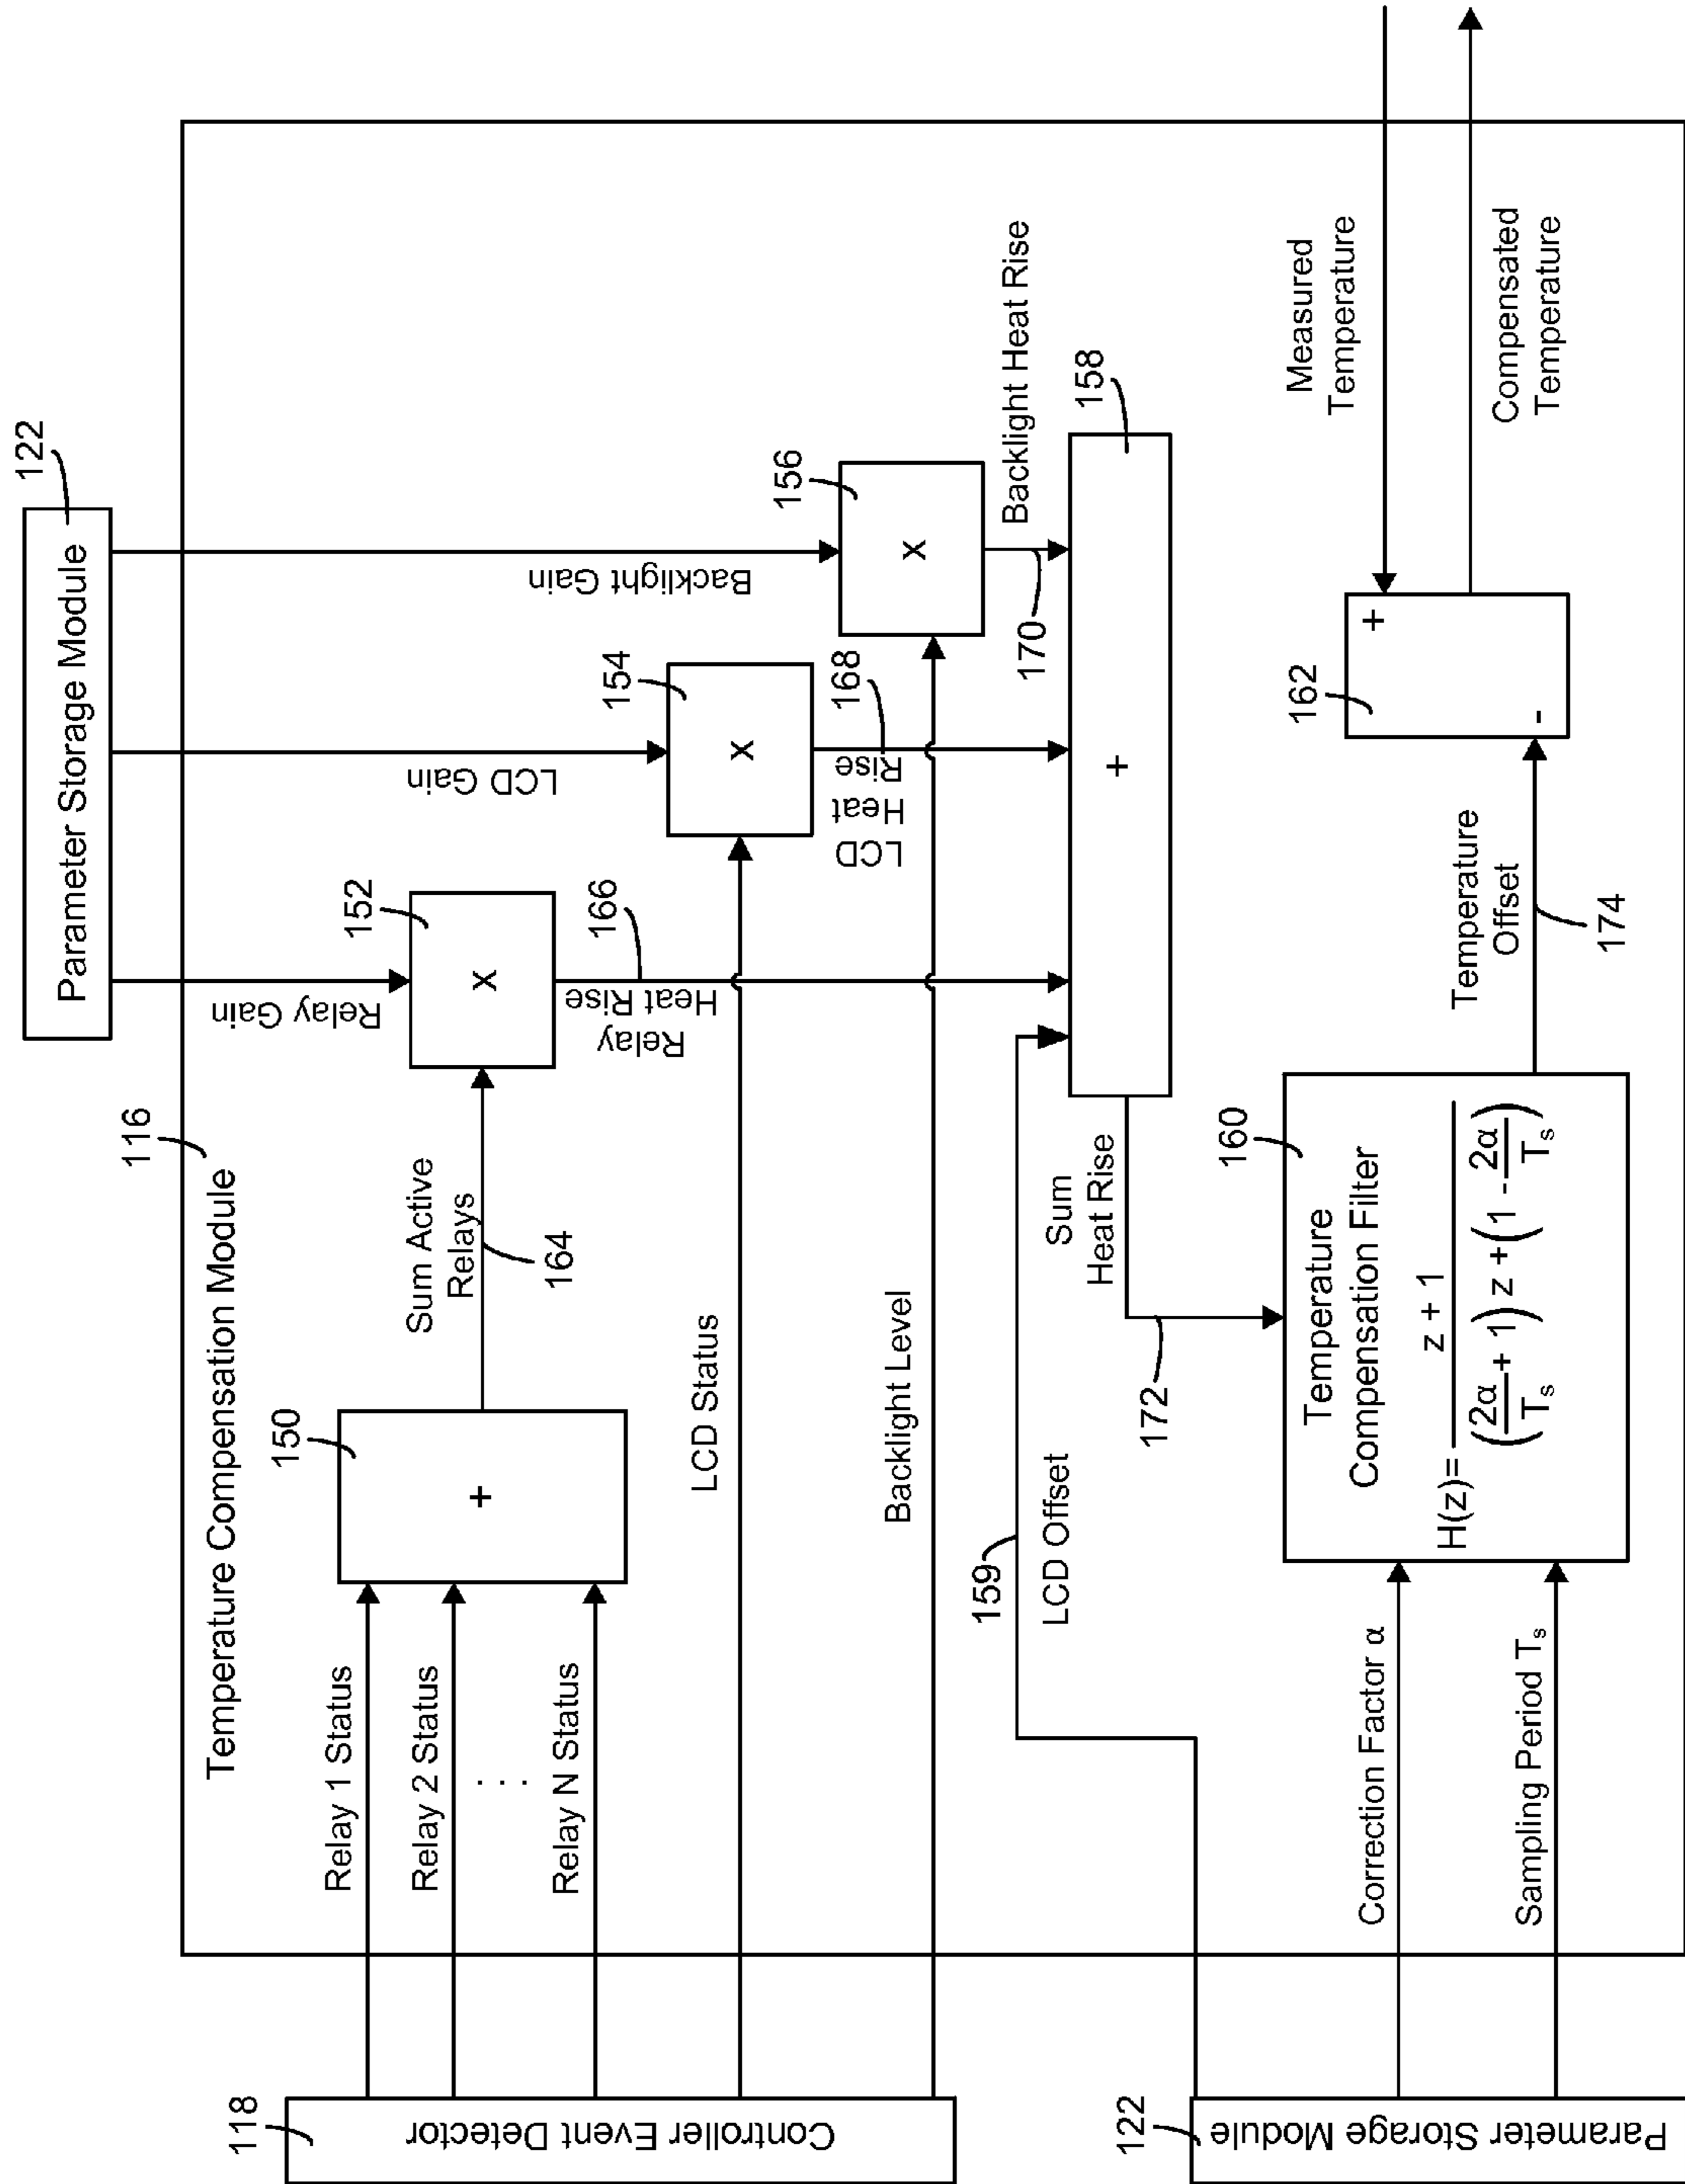 122
Parameter Storage Module
116
Temperature Compensation Module
118
Controller Event Detector
Relay 1 Status
Relay 2 Status
. . .
Relay N Status
150
+
Sum Active
Relays
164
Relay Gain
152
x
166
Relay
Heat Rise
LCD Gain
154
x
168
LCD
Heat
Rise
Backlight Gain
156
x
170
Backlight Heat Rise
LCD Status
Backlight Level
159
LCD Offset
158
+
Sum
Heat Rise
172
122
Parameter Storage Module
Correction Factor α
Sampling Period Ts
160
Temperature
Compensation Filter
z + 1
H(z)=
(2α/Ts + 1) z + (1 - 2α/Ts)
Temperature
Offset
174
162
+
-
Measured
Temperature
Compensated
Temperature